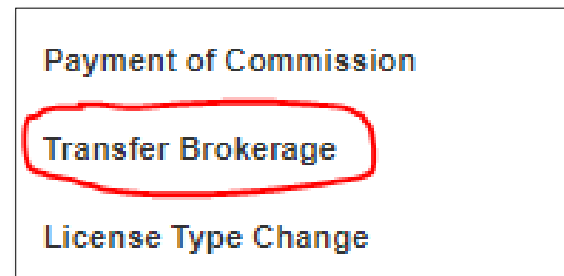 Payment of Commission
Transfer Brokerage
License Type Change